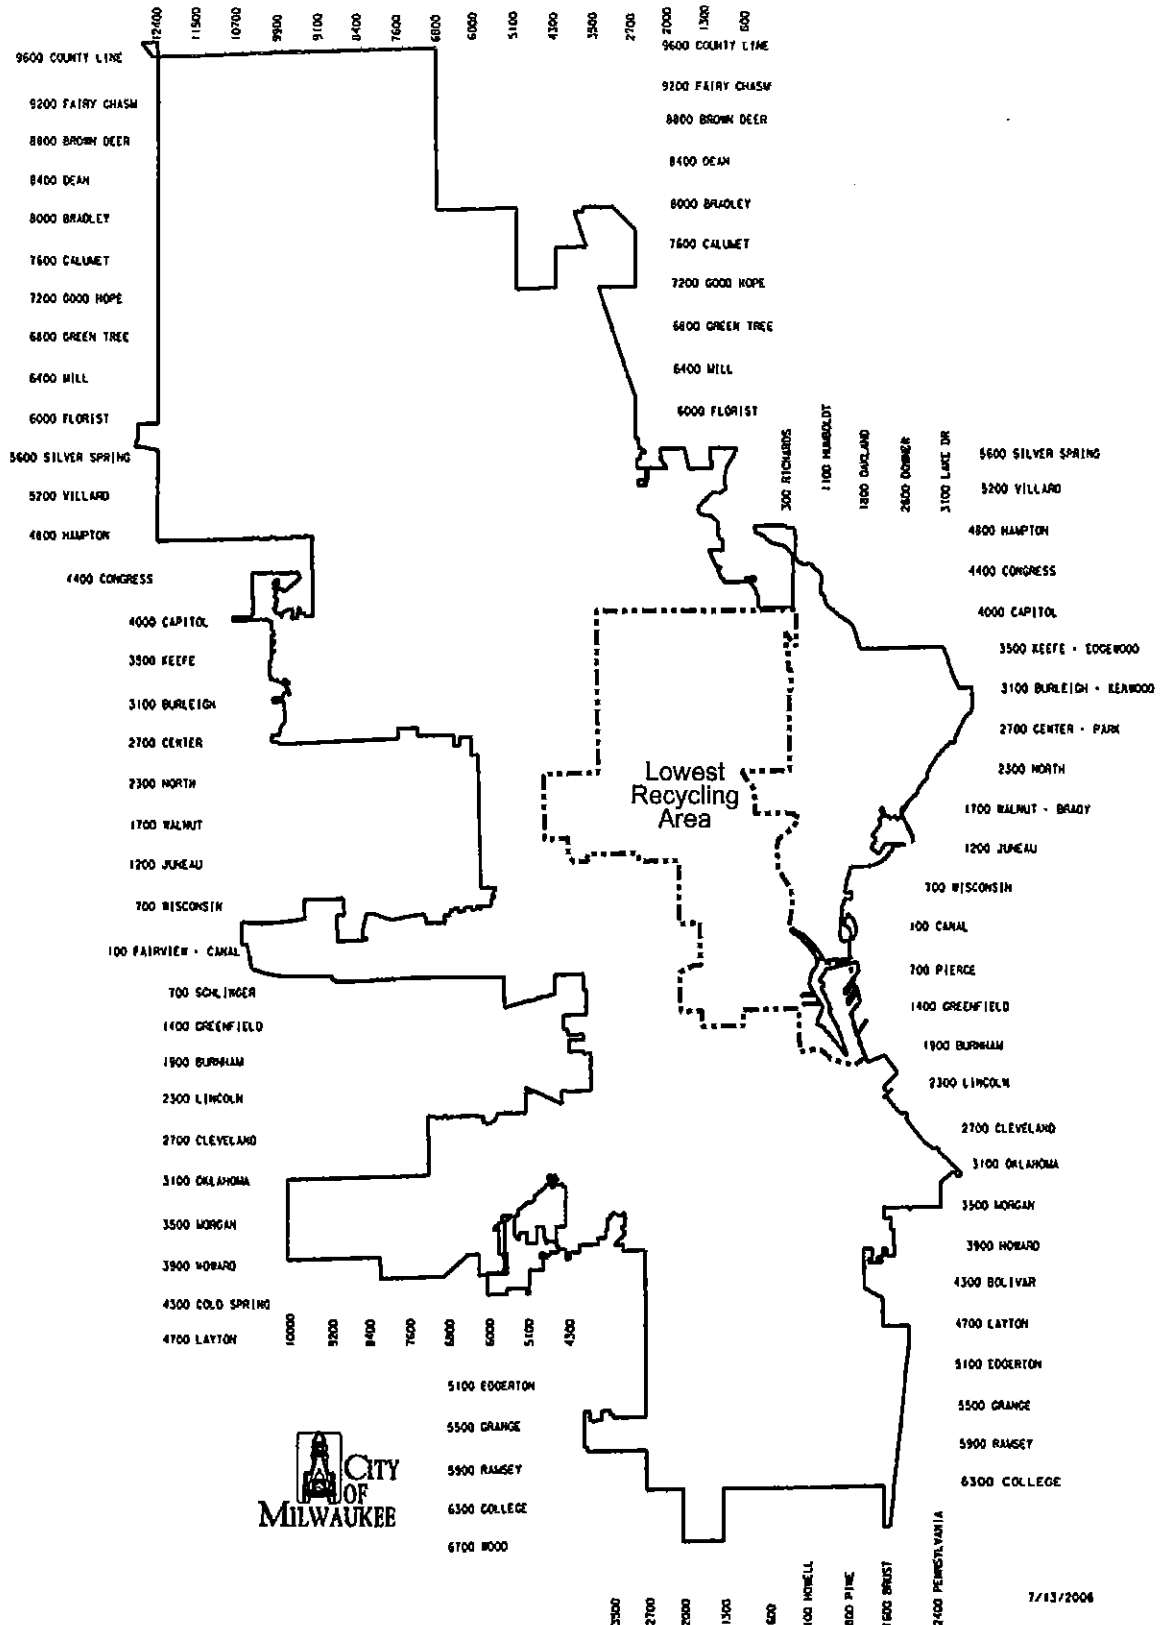 12400
11500
10700
9900
9100
8400
7600
6800
6000
5100
4300
3500
2700
2000
1300
600
9600 COUNTY LINE
9200 FAIRY CHASM
8800 BROWN DEER
8400 DEAN
8000 BRADLEY
7600 CALUMET
7200 GOOD HOPE
6800 GREEN TREE
6400 MILL
6000 FLORIST
5600 SILVER SPRING
5200 VILLARD
4800 HAMPTON
4400 CONGRESS
4000 CAPITOL
3500 KEEFE
3100 BURLEIGH
2700 CENTER
2300 NORTH
1700 WALNUT
1200 JUNEAU
700 WISCONSIN
100 FAIRVIEW - CANAL
700 SCHLINGER
1400 GREENFIELD
1900 BURNHAM
2300 LINCOLN
2700 CLEVELAND
3100 OKLAHOMA
3500 MORGAN
3900 HOWARD
4300 COLD SPRING
4700 LAYTON
9600 COUNTY LINE
9200 FAIRY CHASM
8800 BROWN DEER
8400 DEAN
8000 BRADLEY
7600 CALUMET
7200 GOOD HOPE
6800 GREEN TREE
6400 MILL
6000 FLORIST
300 RICHARDS
1100 HUMBOLDT
1800 OAKLAND
2600 DOWNER
3100 LAKE DR
5600 SILVER SPRING
5200 VILLARD
4800 HAMPTON
4400 CONGRESS
4000 CAPITOL
3500 KEEFE - EDGEWOOD
3100 BURLEIGH - KENWOOD
2700 CENTER - PARK
2300 NORTH
1700 WALNUT - BRADY
1200 JUNEAU
700 WISCONSIN
100 CANAL
700 PIERCE
1400 GREENFIELD
1900 BURNHAM
2300 LINCOLN
2700 CLEVELAND
3100 OKLAHOMA
3500 MORGAN
3900 HOWARD
4300 BOLIVAR
4700 LAYTON
5100 EDGERTON
5500 GRANGE
5900 RAMSEY
6300 COLLEGE
Lowest
Recycling
Area
10000
9200
8400
7600
6800
6000
5100
4300
5100 EDGERTON
5500 GRANGE
5900 RAMSEY
6300 COLLEGE
6700 WOOD
CITY
OF
MILWAUKEE
3500
2700
2000
1300
600
100 HOWELL
800 PINE
1600 BRUST
2400 PENNSYLVANIA
7/13/2006